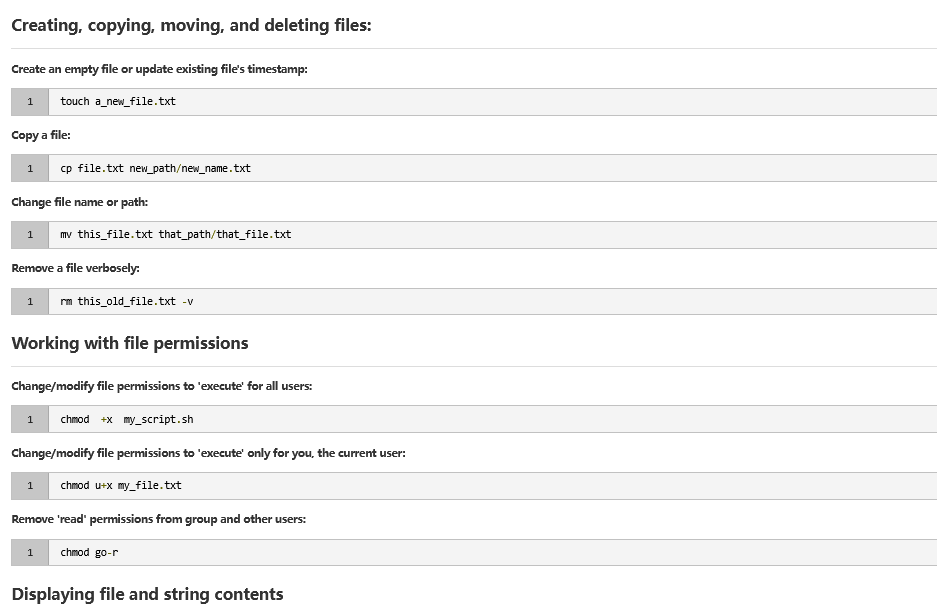 Creating, copying, moving, and deleting files:
Create an empty file or update existing file's timestamp:
1 touch a_new_file.txt
Copy a file:
1 cp file.txt new_path/new_name.txt
Change file name or path:
1 mv this_file.txt that_path/that_file.txt
Remove a file verbosely:
1 rm this_old_file.txt -v
Working with file permissions
Change/modify file permissions to 'execute' for all users:
1 chmod  +x  my_script.sh
Change/modify file permissions to 'execute' only for you, the current user:
1 chmod u+x my_file.txt
Remove 'read' permissions from group and other users:
1 chmod go-r
Displaying file and string contents